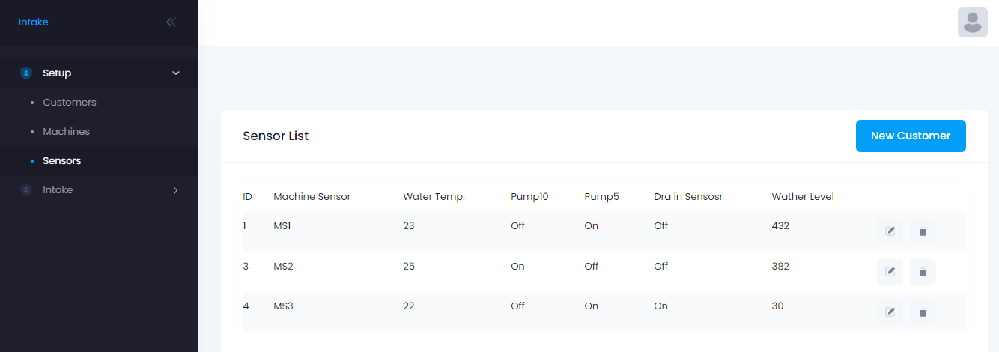 Intake
Setup
Customers
Machines
Sensors
Intake
Sensor List
New Customer
ID Machine Sensor Water Temp. Pump10 Pump5 Dra in Sensosr Wather Level
1 MS1 23 Off On Off 432
3 MS2 25 On Off Off 382
4 MS3 22 Off On On 30